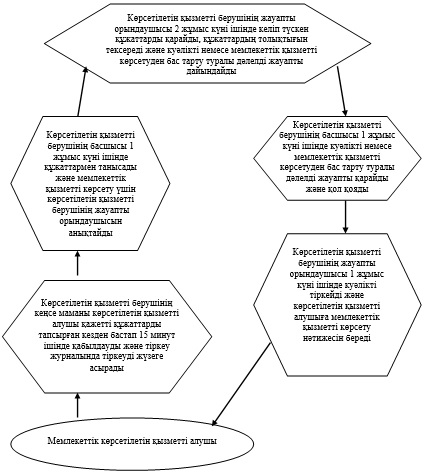 Көрсетілетін қызметті берушінің жауапты
орындаушысы 2 жұмыс күні ішінде келіп түскен
құжаттарды қарайды, құжаттардың толықтығын
тексереді және куәлікті немесе мемлекеттік қызметті
көрсетуден бас тарту туралы дәлелді жауапты
дайындайды
Көрсетілетін қызметті
берушінің басшысы 1
жұмыс күні ішінде
құжаттармен танысады
және мемлекеттік
қызметті көрсету үшін
көрсетілетін қызметті
берушінің жауапты
орындаушысын
анықтайды
Көрсетілетін қызметті
берушінің басшысы 1 жұмыс
күні ішінде куәлікті немесе
мемлекеттік қызметті
көрсетуден бас тарту туралы
дәлелді жауапты қарайды
және қол қояды
Көрсетілетін қызметті берушінің
кеңсе маманы көрсетілетін қызметті
алушы қажетті құжаттарды
тапсырған кезден бастап 15 минут
ішінде қабылдауды және тіркеу
журналында тіркеуді жүзеге
асырады
Көрсетілетін қызметті
берушінің жауапты
орындаушысы 1 жұмыс
күні ішінде куәлікті
тіркейді және
көрсетілетін қызметті
алушыға мемлекеттік
қызметті көрсету
нәтижесін береді
Мемлекеттік көрсетілетін қызметті алушы